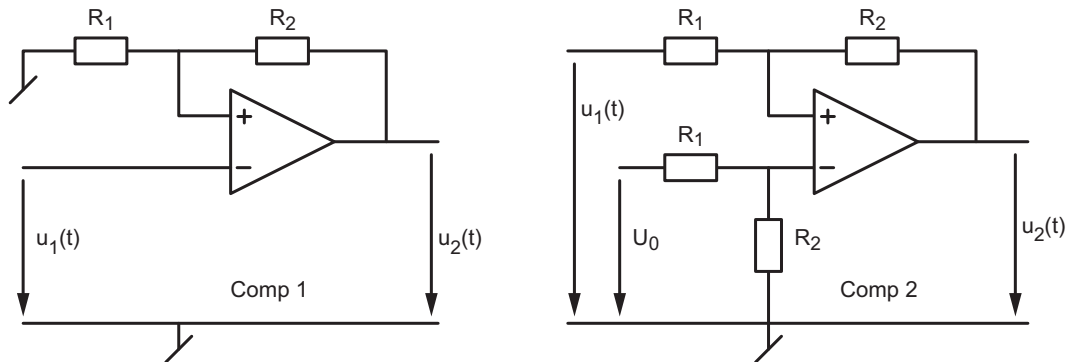 R1
R2
+
−
u1(t)
u2(t)
Comp 1
R1
R2
u1(t)
+
R1
−
U0
R2
u2(t)
Comp 2